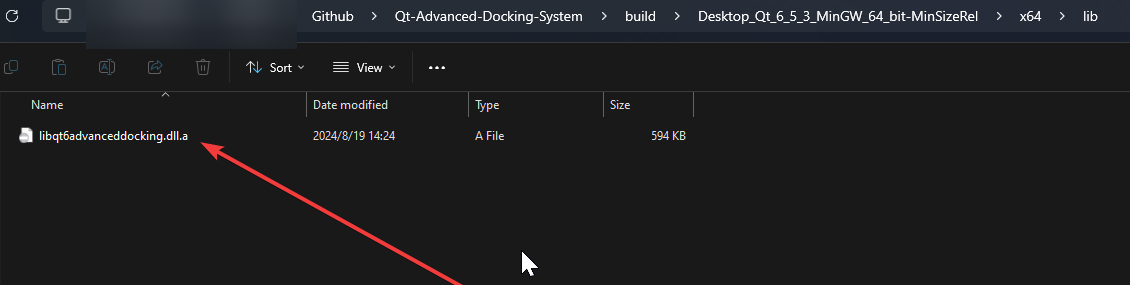 Github > Qt-Advanced-Docking-System > build > Desktop_Qt_6_5_3_MinGW_64_bit-MinSizeRel > x64 > lib
Sort View
Name Date modified Type Size
libqt6advanceddocking.dll.a 2024/8/19 14:24 A File 594 KB